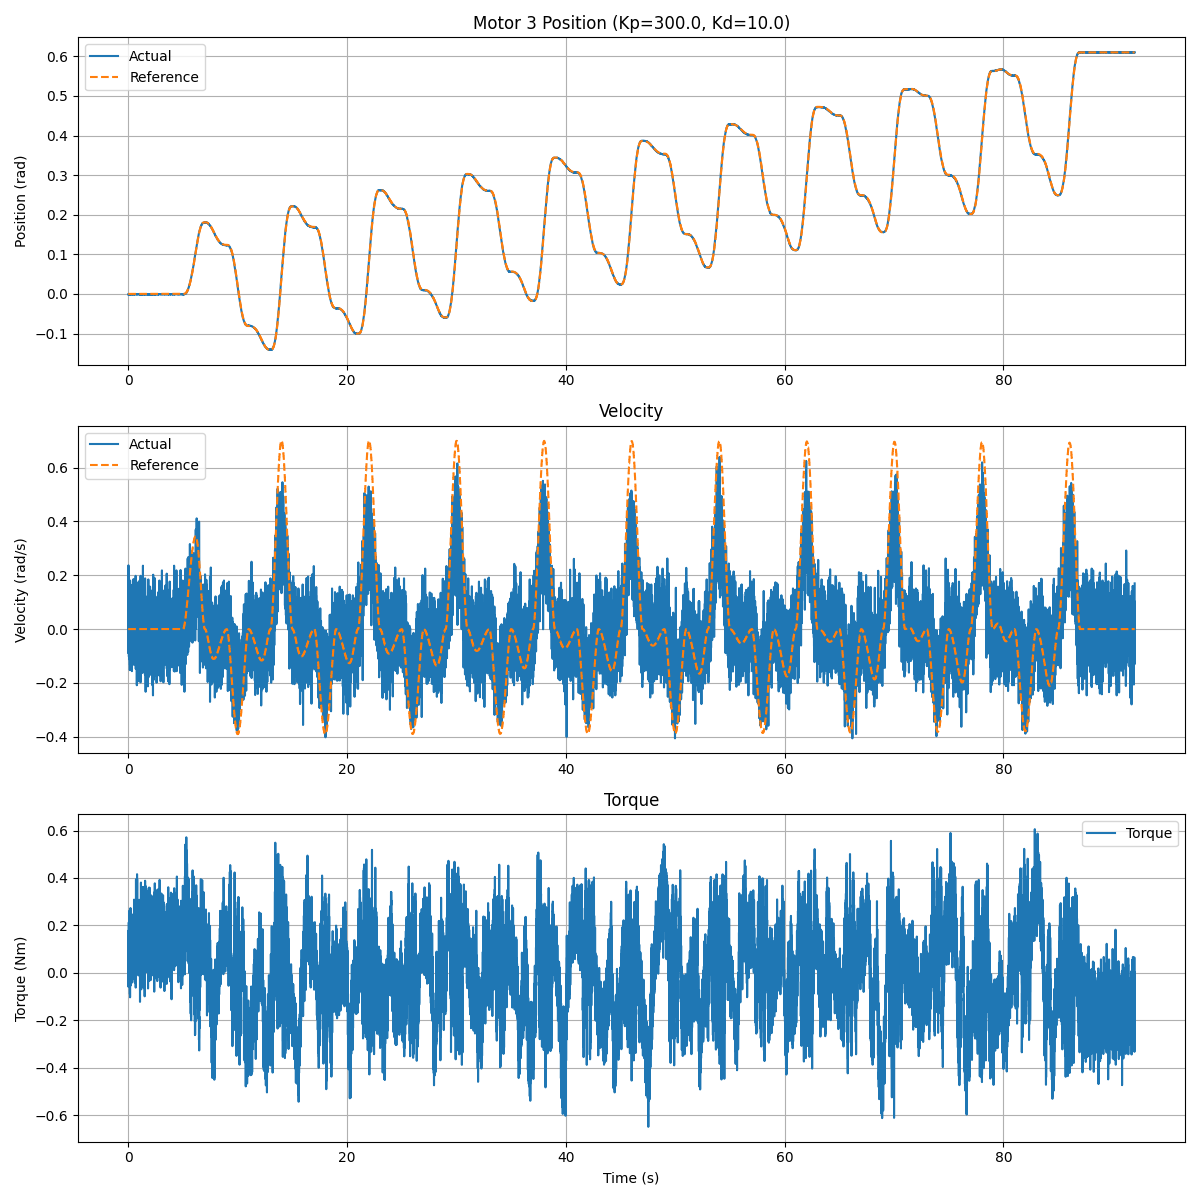 Motor 3 Position (Kp=300.0, Kd=10.0)
Actual
Reference
Position (rad)
0.6
0.5
0.4
0.3
0.2
0.1
0.0
−0.1
0 20 40 60 80
Velocity
Actual
Reference
Velocity (rad/s)
0.6
0.4
0.2
0.0
−0.2
−0.4
0 20 40 60 80
Torque
Torque
Torque (Nm)
0.6
0.4
0.2
0.0
−0.2
−0.4
−0.6
0 20 40 60 80
Time (s)